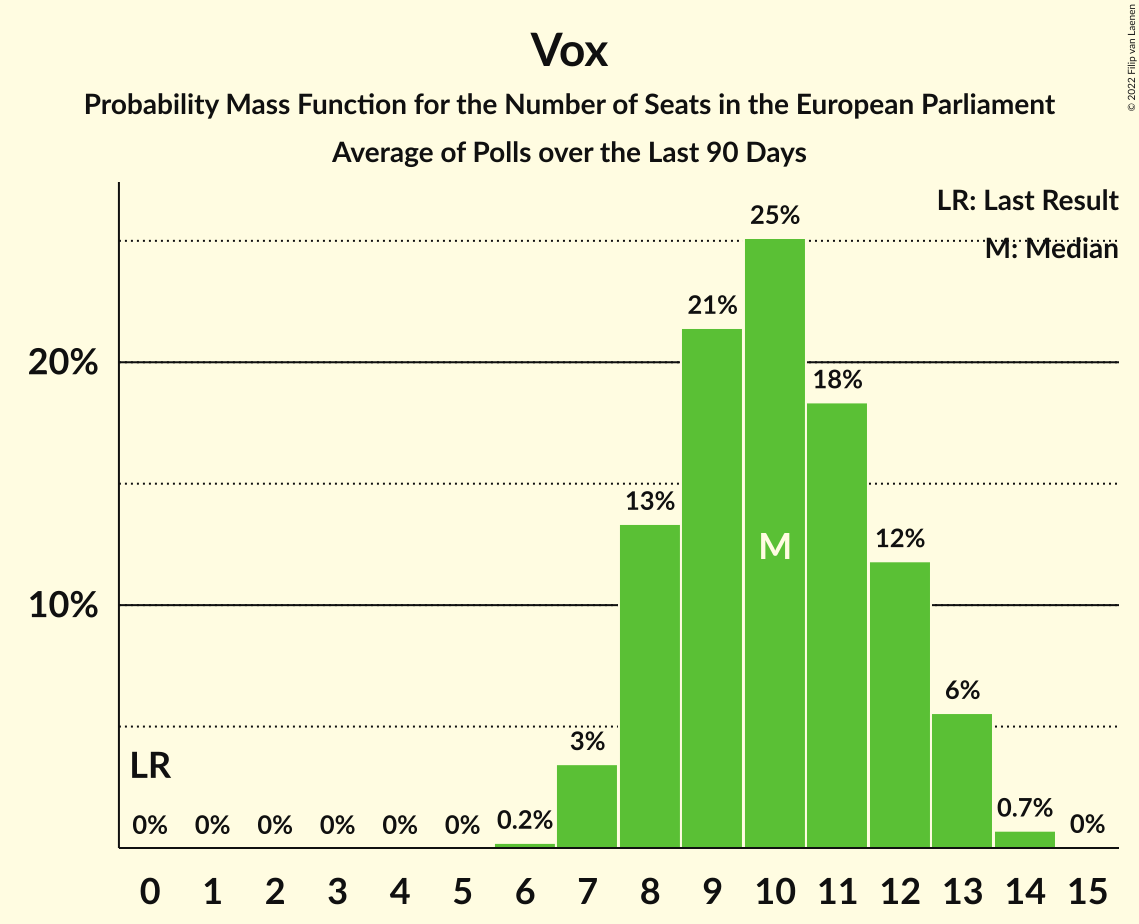 Vox
Probability Mass Function for the Number of Seats in the European Parliament
Average of Polls over the Last 90 Days
© 2022 Filip van Laenen
LR: Last Result
M: Median
25%
21%
20%
18%
13%
12%
M
10%
6%
3%
LR
0% 0% 0% 0% 0% 0% 0.2% 0.7% 0%
0 1 2 3 4 5 6 7 8 9 10 11 12 13 14 15